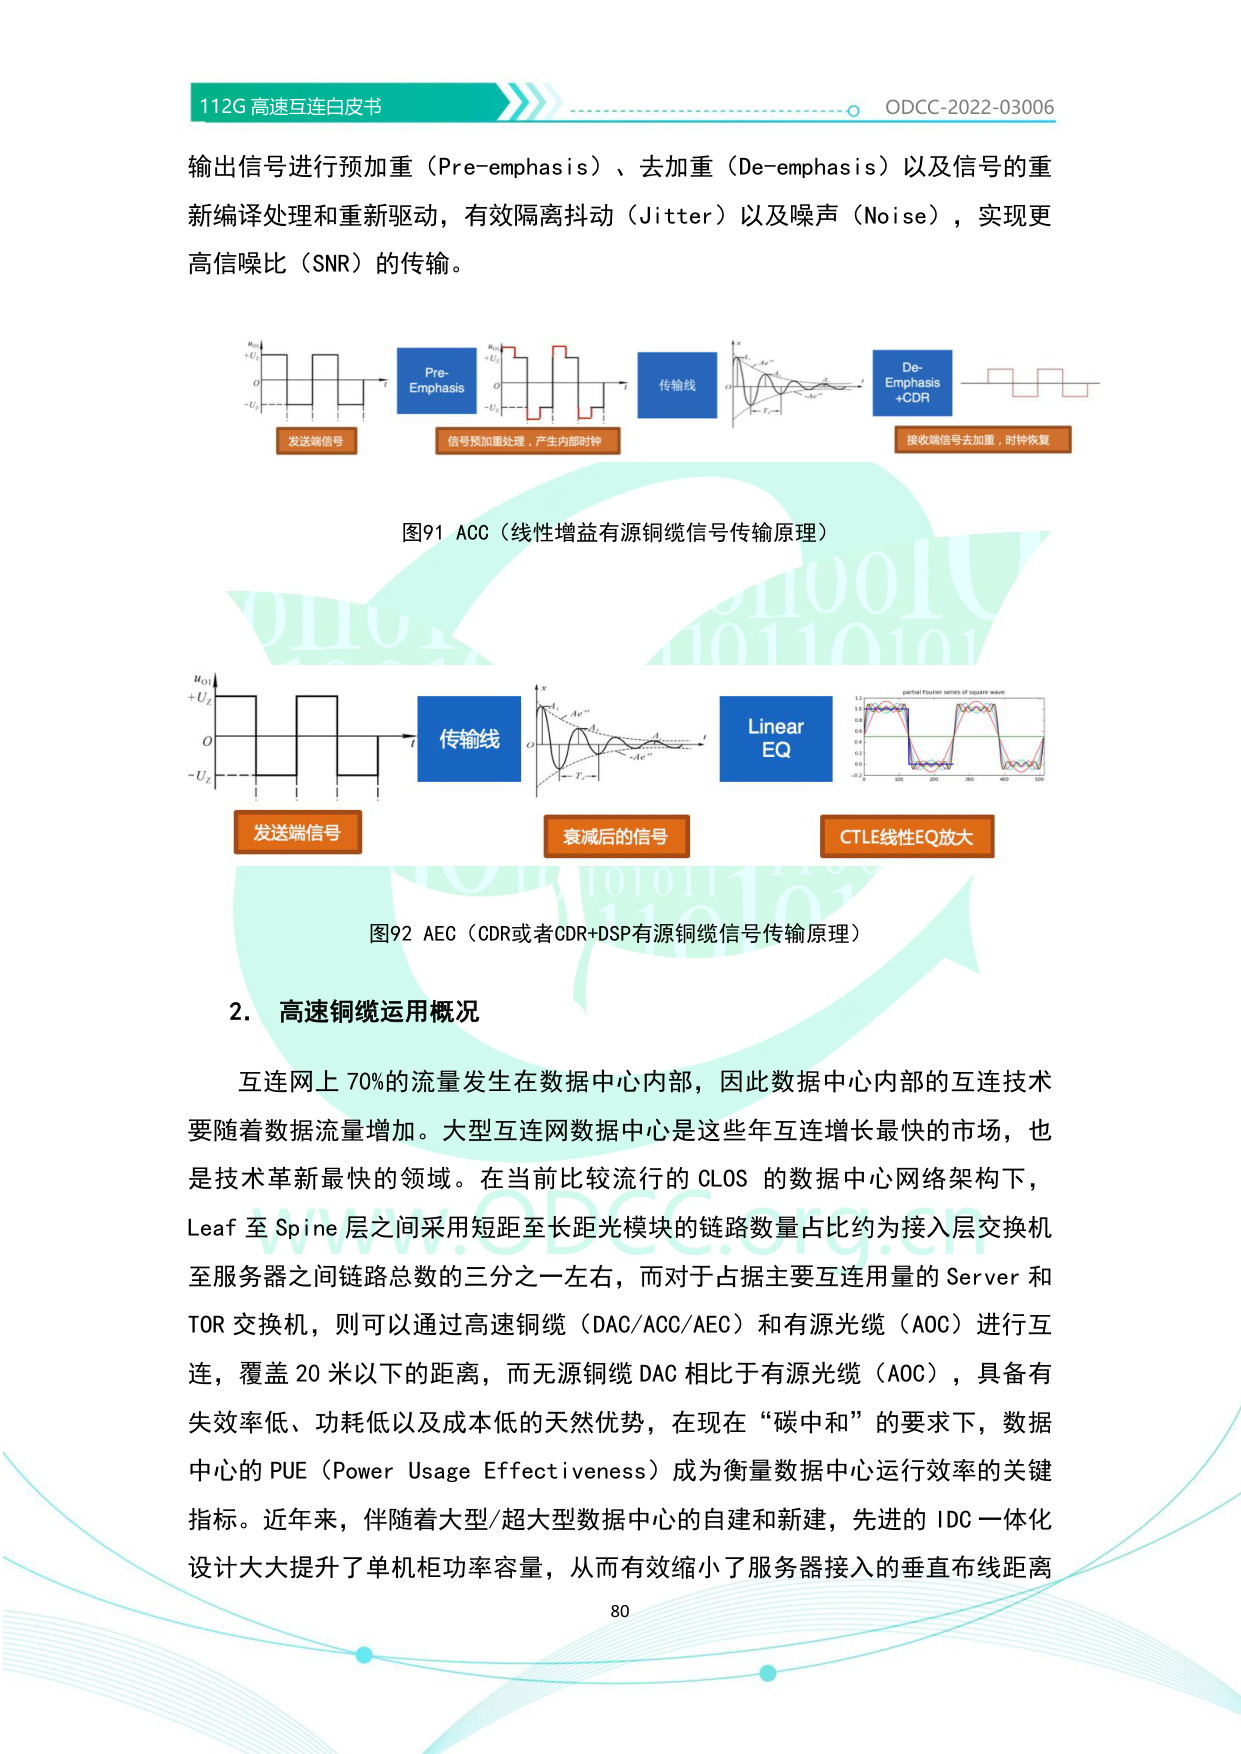 112G 高速互连白皮书
ODCC-2022-03006
输出信号进行预加重（Pre-emphasis）、去加重（De-emphasis）以及信号的重
新编译处理和重新驱动，有效隔离抖动（Jitter）以及噪声（Noise），实现更
高信噪比（SNR）的传输。
Pre-
Emphasis
传输线
De-
Emphasis
+CDR
发送端信号
信号预加重处理，产生内部时钟
接收端信号去加重，时钟恢复
图91 ACC（线性增益有源铜缆信号传输原理）
传输线
Linear
EQ
partial Fourier series of square wave
发送端信号
衰减后的信号
CTLE线性EQ放大
图92 AEC（CDR或者CDR+DSP有源铜缆信号传输原理）
2. 高速铜缆运用概况
互连网上 70%的流量发生在数据中心内部，因此数据中心内部的互连技术
要随着数据流量增加。大型互连网数据中心是这些年互连增长最快的市场，也
是技术革新最快的领域。在当前比较流行的 CLOS 的数据中心网络架构下，
Leaf 至 Spine 层之间采用短距至长距光模块的链路数量占比约为接入层交换机
至服务器之间链路总数的三分之一左右，而对于占据主要互连用量的 Server 和
TOR 交换机，则可以通过高速铜缆（DAC/ACC/AEC）和有源光缆（AOC）进行互
连，覆盖 20 米以下的距离，而无源铜缆 DAC 相比于有源光缆（AOC），具备有
失效率低、功耗低以及成本低的天然优势，在现在“碳中和”的要求下，数据
中心的 PUE（Power Usage Effectiveness）成为衡量数据中心运行效率的关键
指标。近年来，伴随着大型/超大型数据中心的自建和新建，先进的 IDC 一体化
设计大大提升了单机柜功率容量，从而有效缩小了服务器接入的垂直布线距离
www.ODCC.org.cn
80